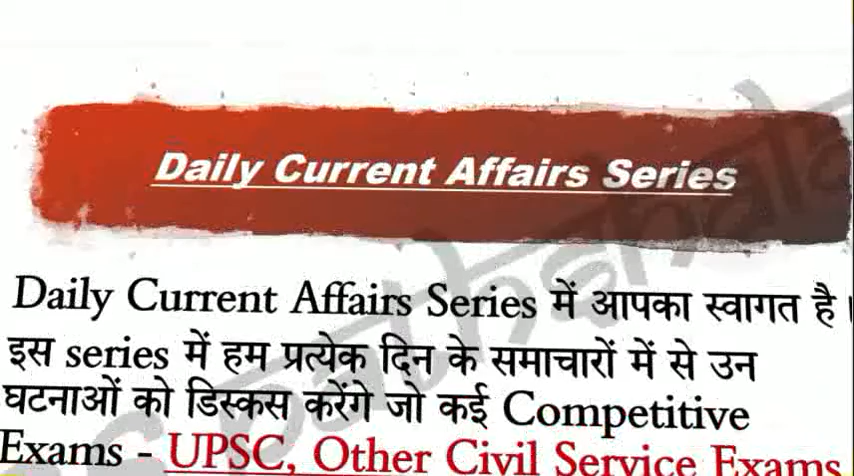 Daily Current Affairs Series
Daily Current Affairs Series में आपका स्वागत है।
इस series में हम प्रत्येक दिन के समाचारों में से उन
घटनाओं को डिस्कस करेंगे जो कई Competitive
Exams - UPSC, Other Civil Service Exams